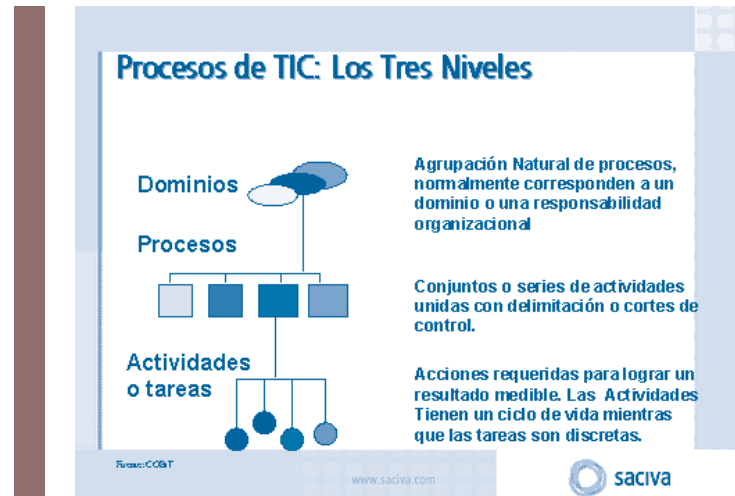 Procesos de TIC: Los Tres Niveles
Dominios
Agrupación Natural de procesos,
normalmente corresponden a un
dominio o una responsabilidad
organizacional
Procesos
Conjuntos o series de actividades
unidas con delimitación o cortes de
control.
Actividades
o tareas
Acciones requeridas para lograr un
resultado medible. Las Actividades
Tienen un ciclo de vida mientras
que las tareas son discretas.
Fuente:COBIT
www.saciva.com
saciva